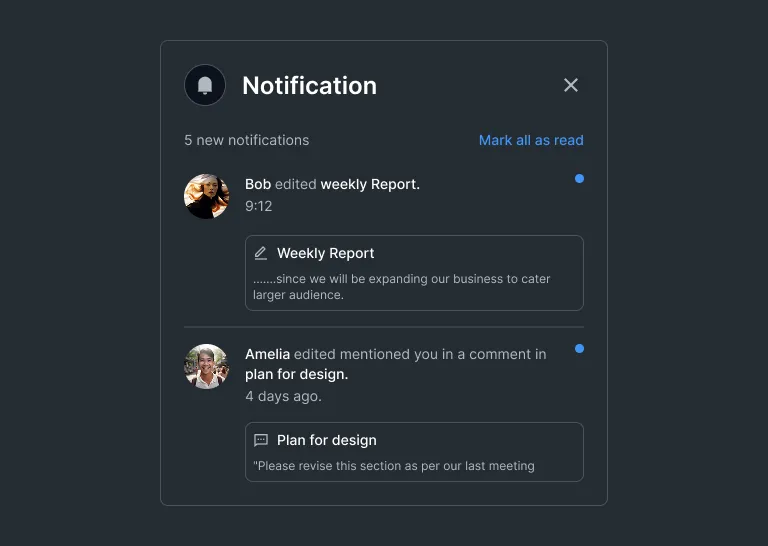 Notification
5 new notifications
Mark all as read
Bob edited weekly Report.
9:12
Weekly Report
.......since we will be expanding our business to cater
larger audience.
Amelia edited mentioned you in a comment in
plan for design.
4 days ago.
Plan for design
"Please revise this section as per our last meeting